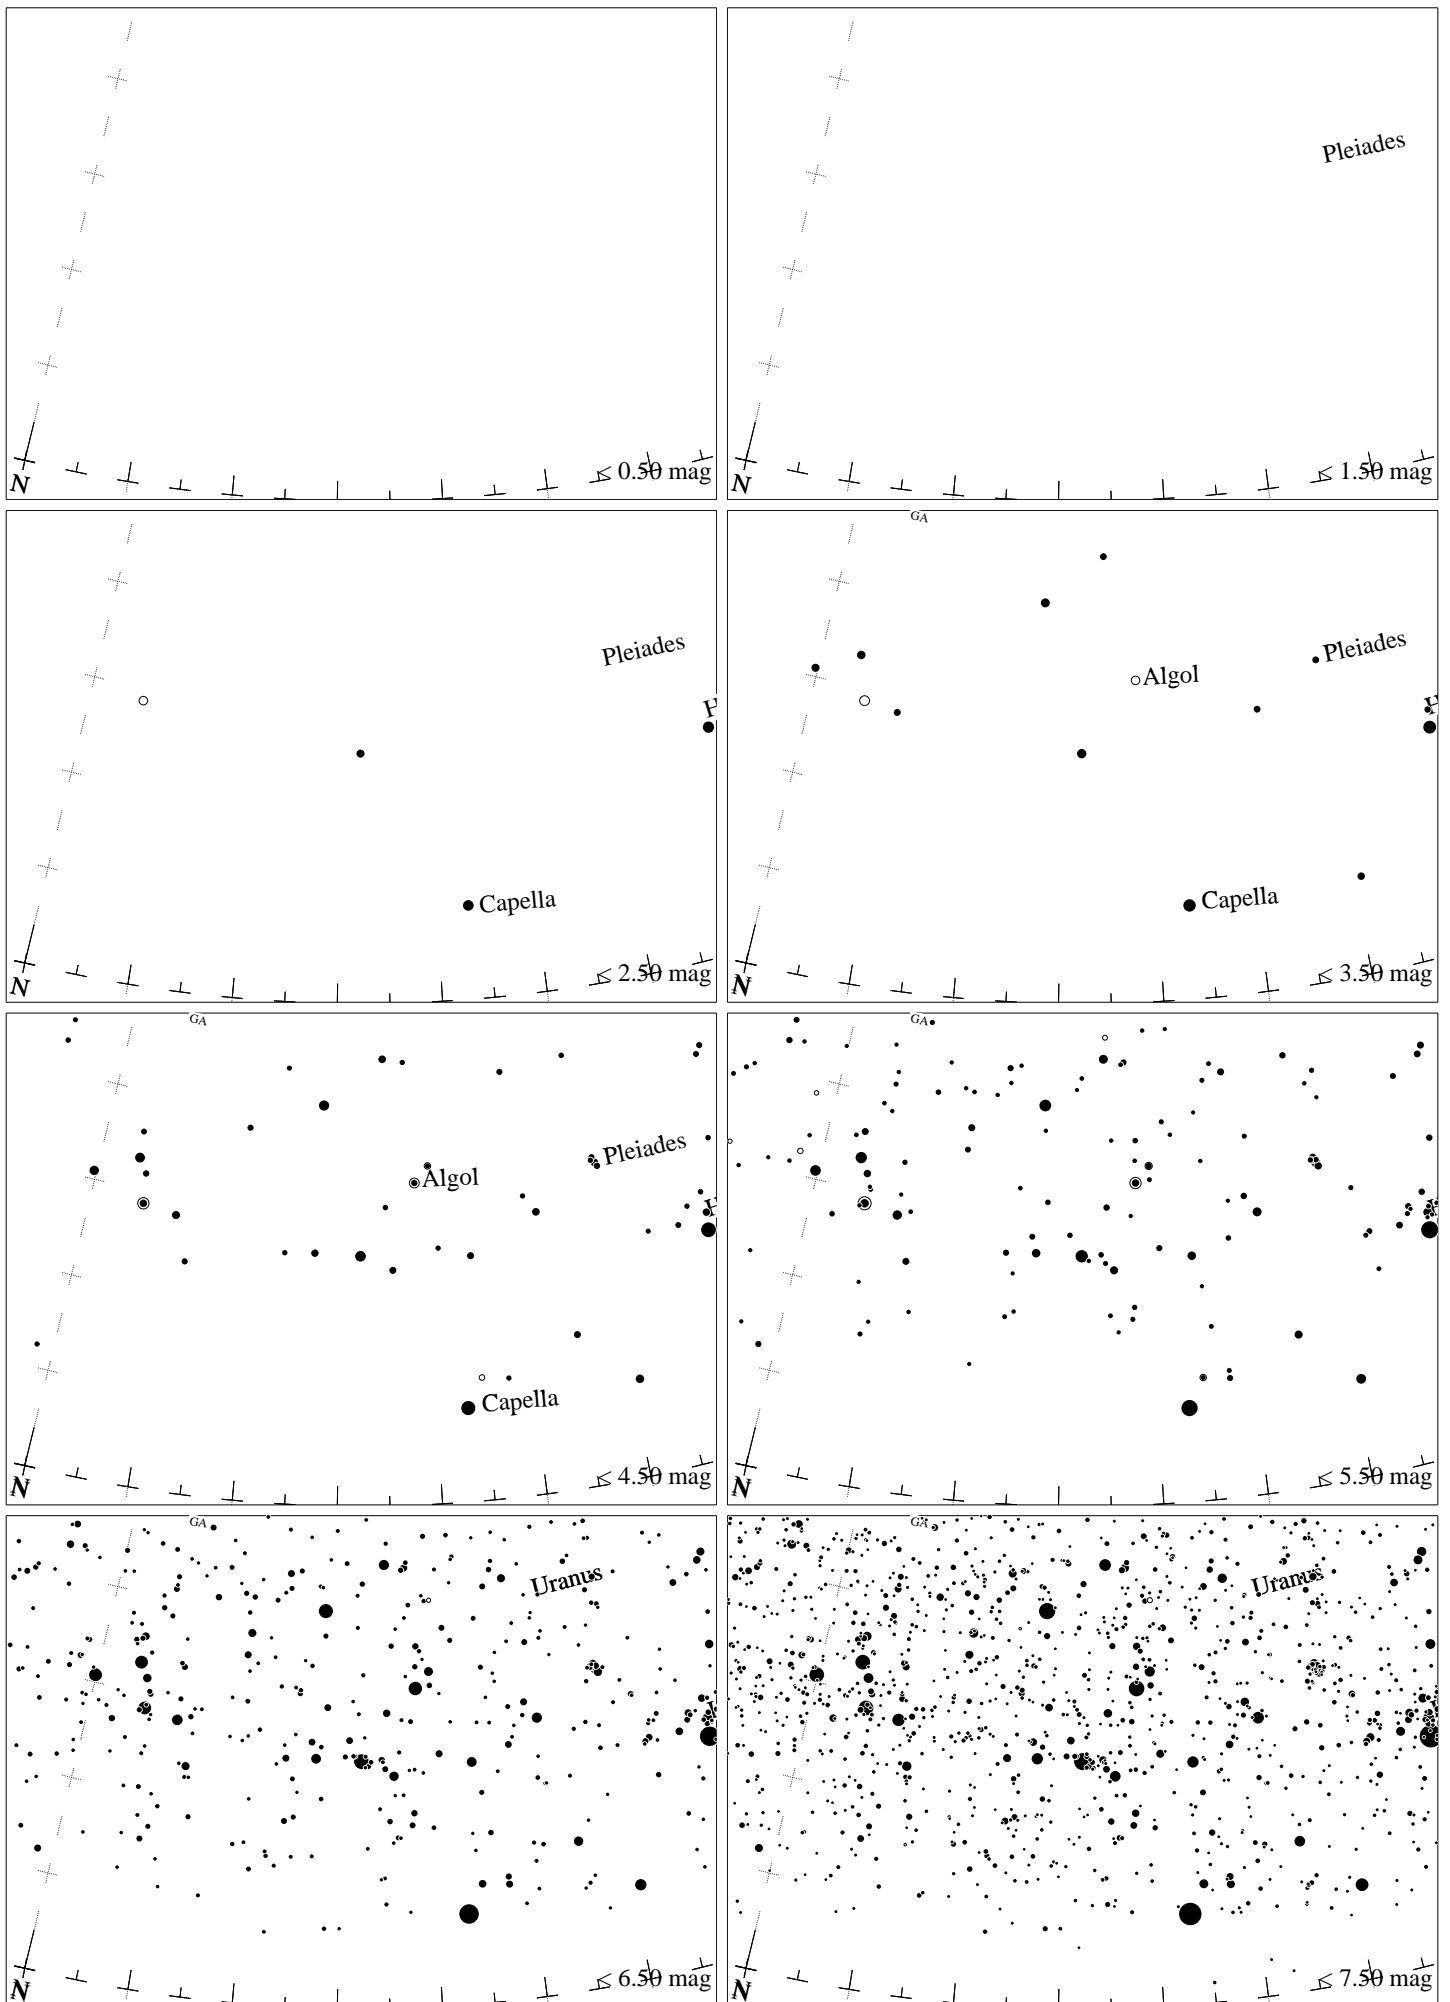 N
≤ 0.50 mag
Pleiades
N
≤ 1.50 mag
Pleiades
H
Capella
N
≤ 2.50 mag
GA
Pleiades
Algol
H
Capella
N
≤ 3.50 mag
GA
Pleiades
Algol
H
Capella
N
≤ 4.50 mag
GA
N
≤ 5.50 mag
GA
Uranus
N
≤ 6.50 mag
GA
Uranus
N
≤ 7.50 mag